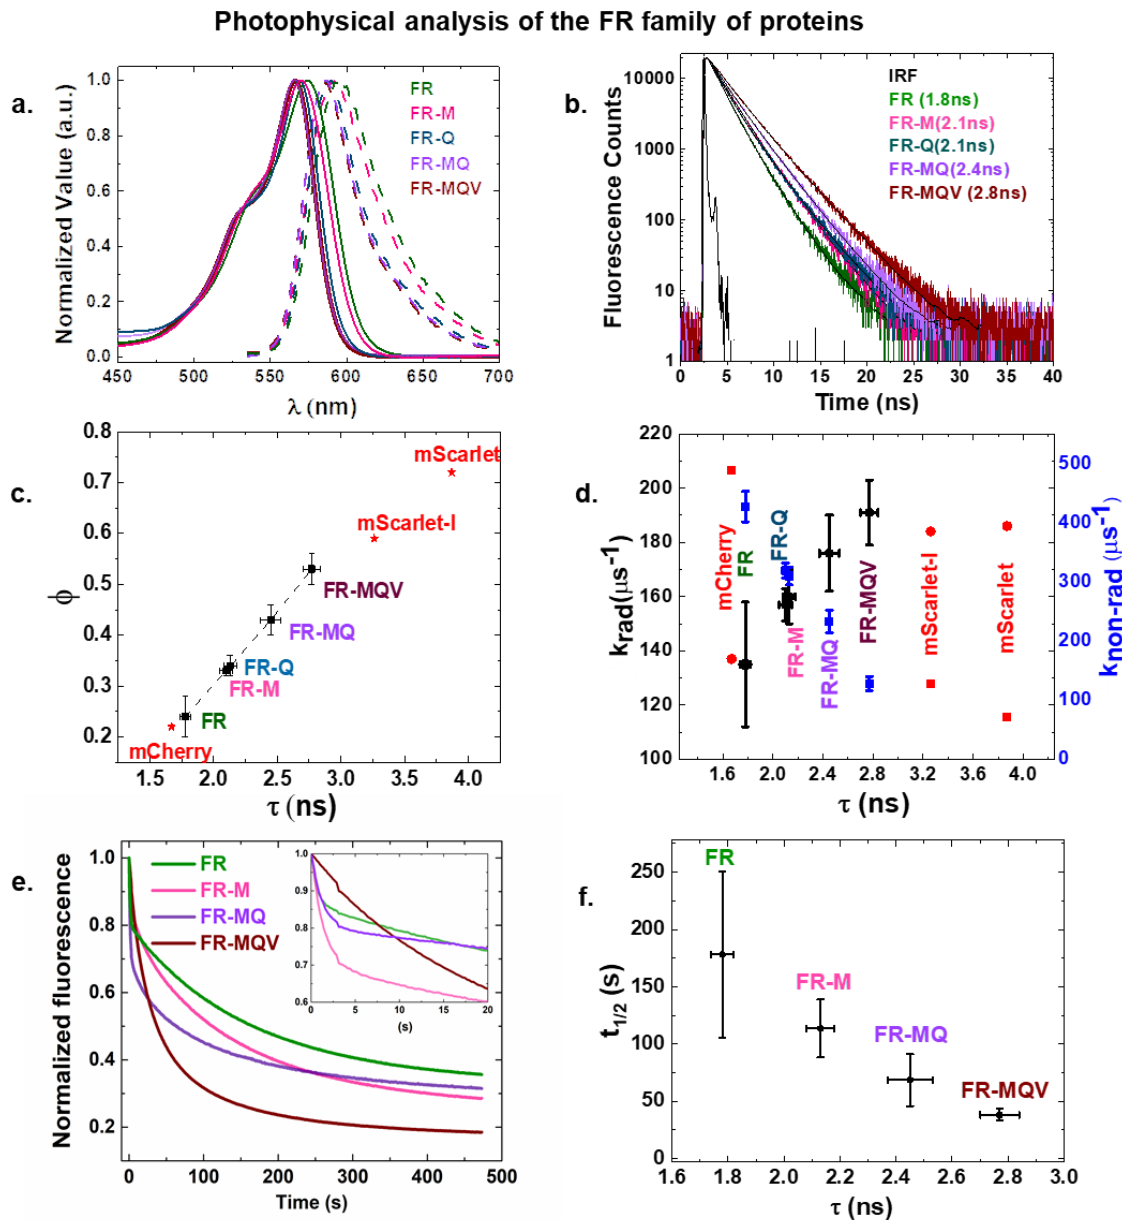 Photophysical analysis of the FR family of proteins
a.
Normalized Value (a.u.)
1.0
0.8
0.6
0.4
0.2
0.0
450 500 550 600 650 700
λ (nm)
FR
FR-M
FR-Q
FR-MQ
FR-MQV
b.
Fluorescence Counts
10000
1000
100
10
1
0 5 10 15 20 25 30 35 40
Time (ns)
IRF
FR (1.8ns)
FR-M(2.1ns)
FR-Q(2.1ns)
FR-MQ(2.4ns)
FR-MQV (2.8ns)
c.
ϕ
0.8
0.7
0.6
0.5
0.4
0.3
0.2
1.5 2.0 2.5 3.0 3.5 4.0
τ (ns)
mScarlet
mScarlet-I
FR-MQV
FR-MQ
FR-Q
FR-M
FR
mCherry
d.
krad(μs-1)
220
200
180
160
140
120
100
1.6 2.0 2.4 2.8 3.2 3.6 4.0
τ (ns)
500
400
300
200
100
0
knon-rad (μs-1)
mCherry
FR
FR-Q
FR-M
FR-MQ
FR-MQV
mScarlet-I
mScarlet
e.
Normalized fluorescence
1.0
0.8
0.6
0.4
0.2
0 100 200 300 400 500
Time (s)
FR
FR-M
FR-MQ
FR-MQV
1.0
0.9
0.8
0.7
0.6
0 5 10 15 20
(s)
f.
t1/2 (s)
250
200
150
100
50
0
1.6 1.8 2.0 2.2 2.4 2.6 2.8 3.0
τ (ns)
FR
FR-M
FR-MQ
FR-MQV